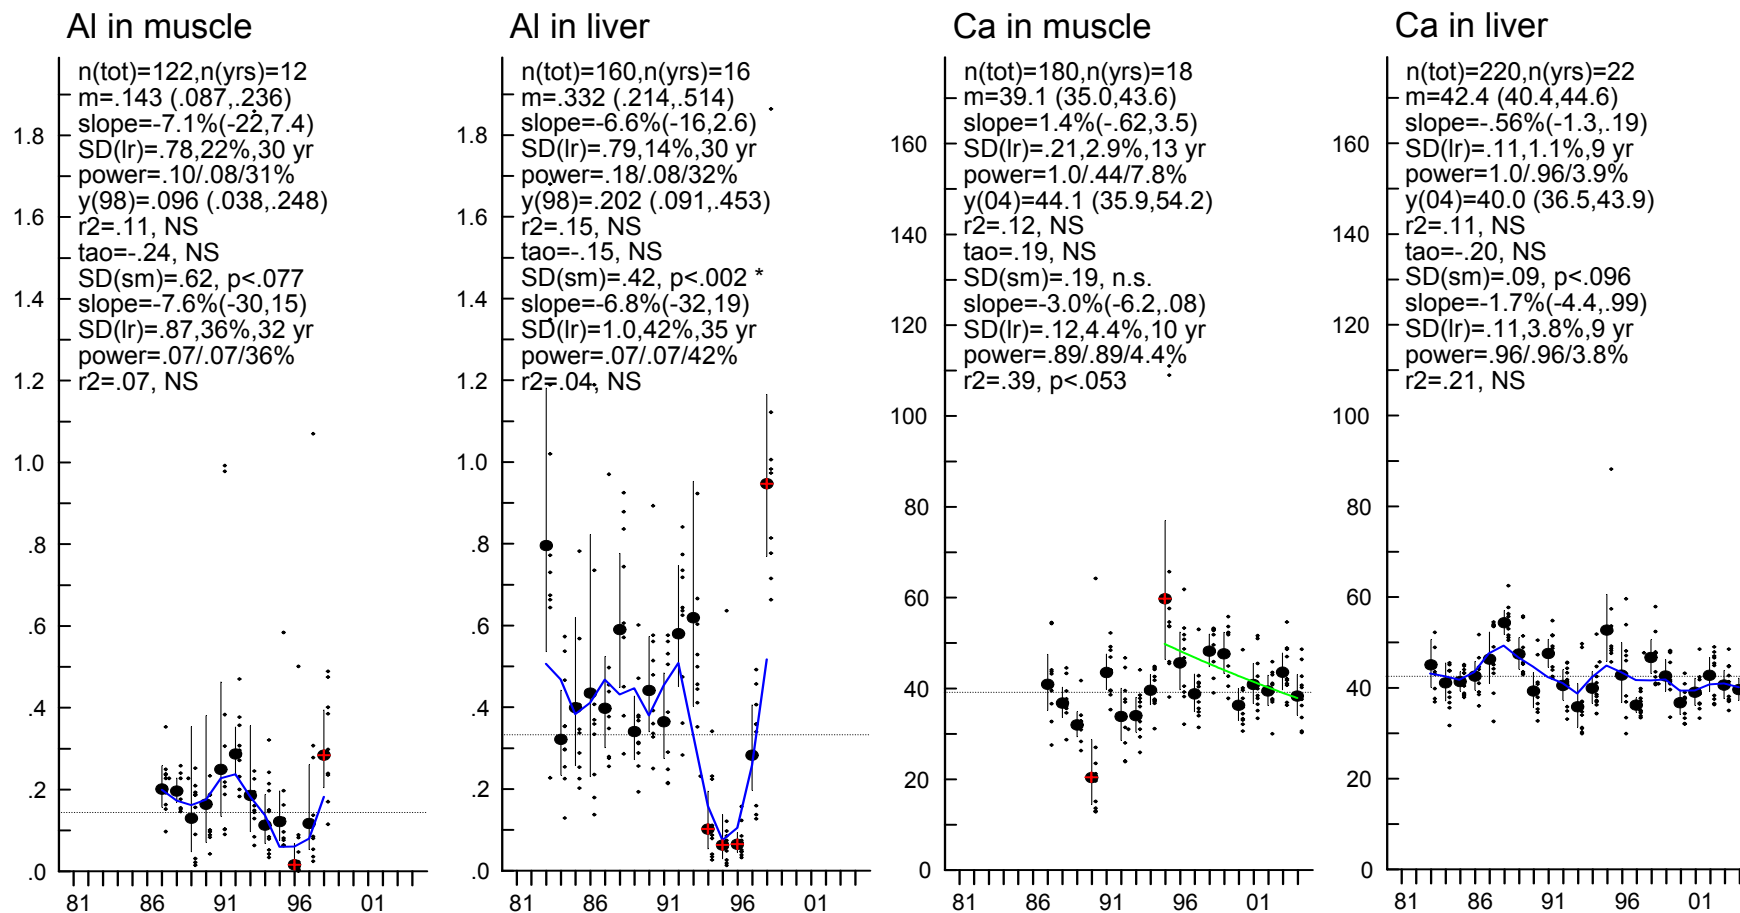 Al in muscle
n(tot)=122,n(yrs)=12
m=.143 (.087,.236)
slope=-7.1%(-22,7.4)
SD(lr)=.78,22%,30 yr
power=.10/.08/31%
y(98)=.096 (.038,.248)
r2=.11, NS
tao=-.24, NS
SD(sm)=.62, p<.077
slope=-7.6%(-30,15)
SD(lr)=.87,36%,32 yr
power=.07/.07/36%
r2=.07, NS
1.8
1.6
1.4
1.2
1.0
.8
.6
.4
.2
.0
81 86 91 96 01
Al in liver
n(tot)=160,n(yrs)=16
m=.332 (.214,.514)
slope=-6.6%(-16,2.6)
SD(lr)=.79,14%,30 yr
power=.18/.08/32%
y(98)=.202 (.091,.453)
r2=.15, NS
tao=-.15, NS
SD(sm)=.42, p<.002 *
slope=-6.8%(-32,19)
SD(lr)=1.0,42%,35 yr
power=.07/.07/42%
r2=.04, NS
1.8
1.6
1.4
1.2
1.0
.8
.6
.4
.2
.0
81 86 91 96 01
Ca in muscle
n(tot)=180,n(yrs)=18
m=39.1 (35.0,43.6)
slope=1.4%(-.62,3.5)
SD(lr)=.21,2.9%,13 yr
power=1.0/.44/7.8%
y(04)=44.1 (35.9,54.2)
r2=.12, NS
tao=.19, NS
SD(sm)=.19, n.s.
slope=-3.0%(-6.2,.08)
SD(lr)=.12,4.4%,10 yr
power=.89/.89/4.4%
r2=.39, p<.053
160
140
120
100
80
60
40
20
0
81 86 91 96 01
Ca in liver
n(tot)=220,n(yrs)=22
m=42.4 (40.4,44.6)
slope=-.56%(-1.3,.19)
SD(lr)=.11,1.1%,9 yr
power=1.0/.96/3.9%
y(04)=40.0 (36.5,43.9)
r2=.11, NS
tao=-.20, NS
SD(sm)=.09, p<.096
slope=-1.7%(-4.4,.99)
SD(lr)=.11,3.8%,9 yr
power=.96/.96/3.8%
r2=.21, NS
160
140
120
100
80
60
40
20
0
81 86 91 96 01